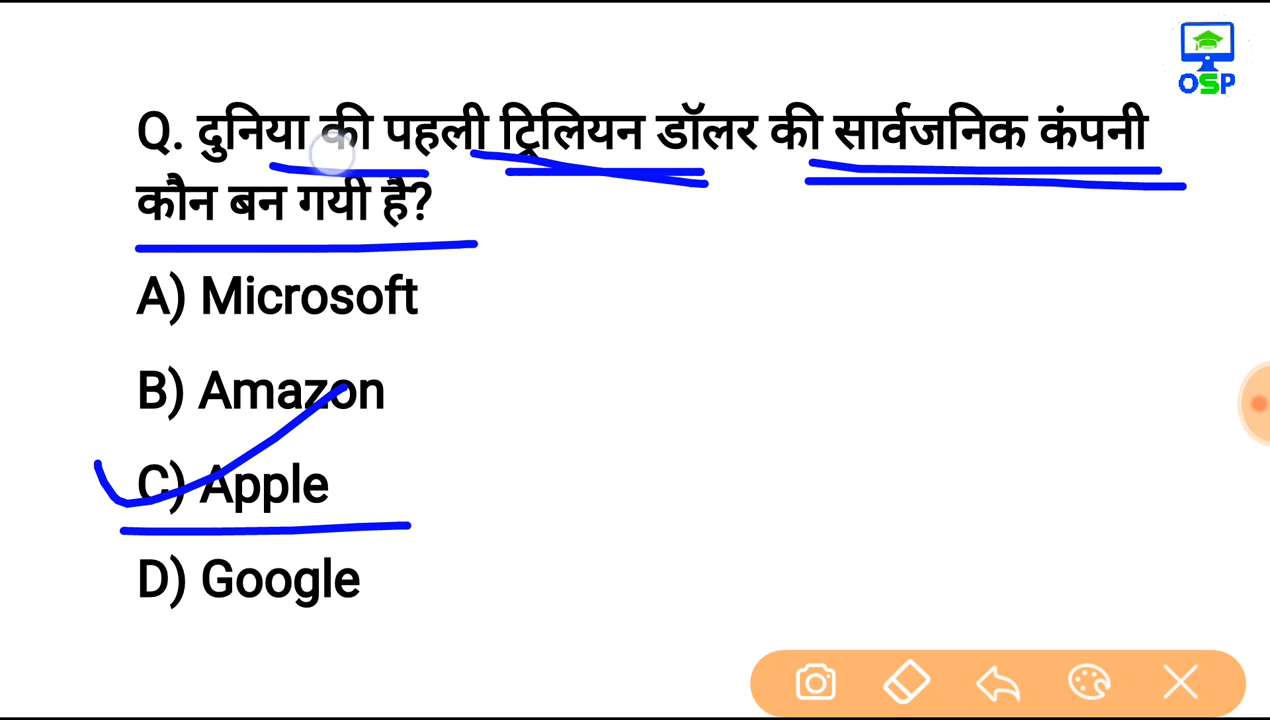 OSP
Q. दुनिया की पहली ट्रिलियन डॉलर की सार्वजनिक कंपनी
कौन बन गयी है?
A) Microsoft
B) Amazon
C) Apple
D) Google